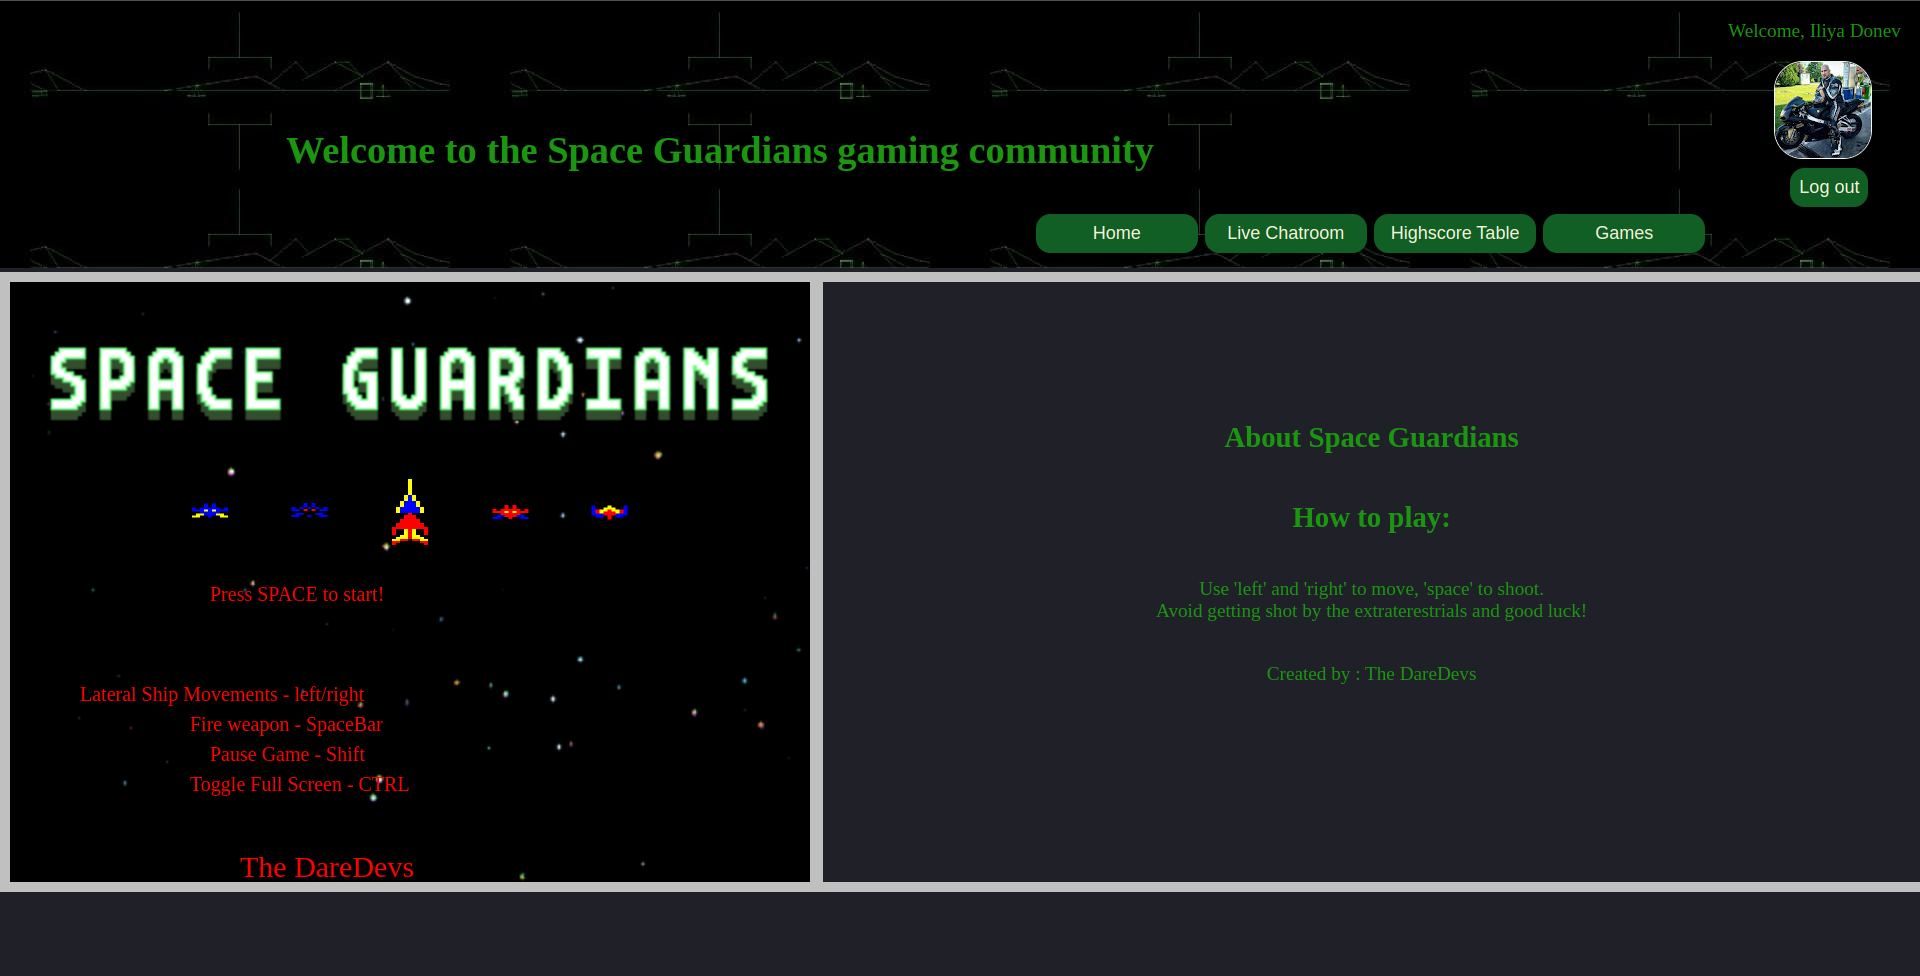 Welcome, Iliya Donev
Welcome to the Space Guardians gaming community
Log out
Home
Live Chatroom
Highscore Table
Games
SPACE GUARDIANS
Press SPACE to start!
Lateral Ship Movements - left/right
Fire weapon - SpaceBar
Pause Game - Shift
Toggle Full Screen - CTRL
The DareDevs
About Space Guardians
How to play:
Use 'left' and 'right' to move, 'space' to shoot.
Avoid getting shot by the extraterestrials and good luck!
Created by : The DareDevs